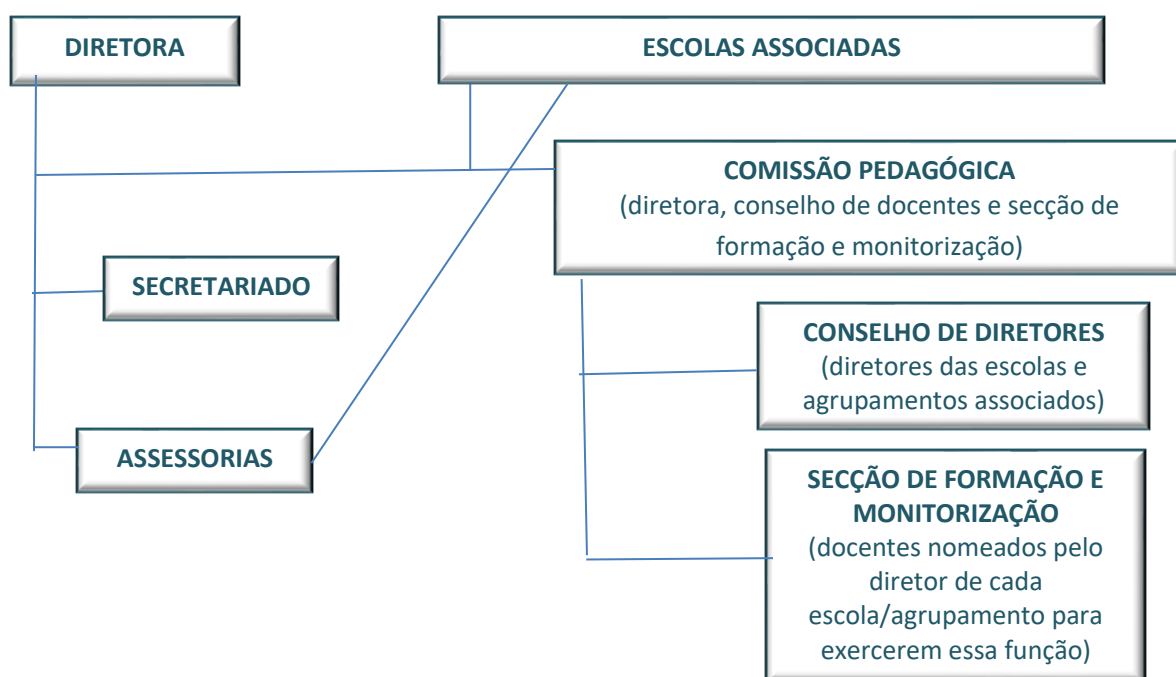 DIRETORA
ESCOLAS ASSOCIADAS
COMISSÃO PEDAGÓGICA
(diretora, conselho de docentes e secção de
formação e monitorização)
SECRETARIADO
CONSELHO DE DIRETORES
(diretores das escolas e
agrupamentos associados)
ASSESSORIAS
SECÇÃO DE FORMAÇÃO E
MONITORIZAÇÃO
(docentes nomeados pelo
diretor de cada
escola/agrupamento para
exercerem essa função)